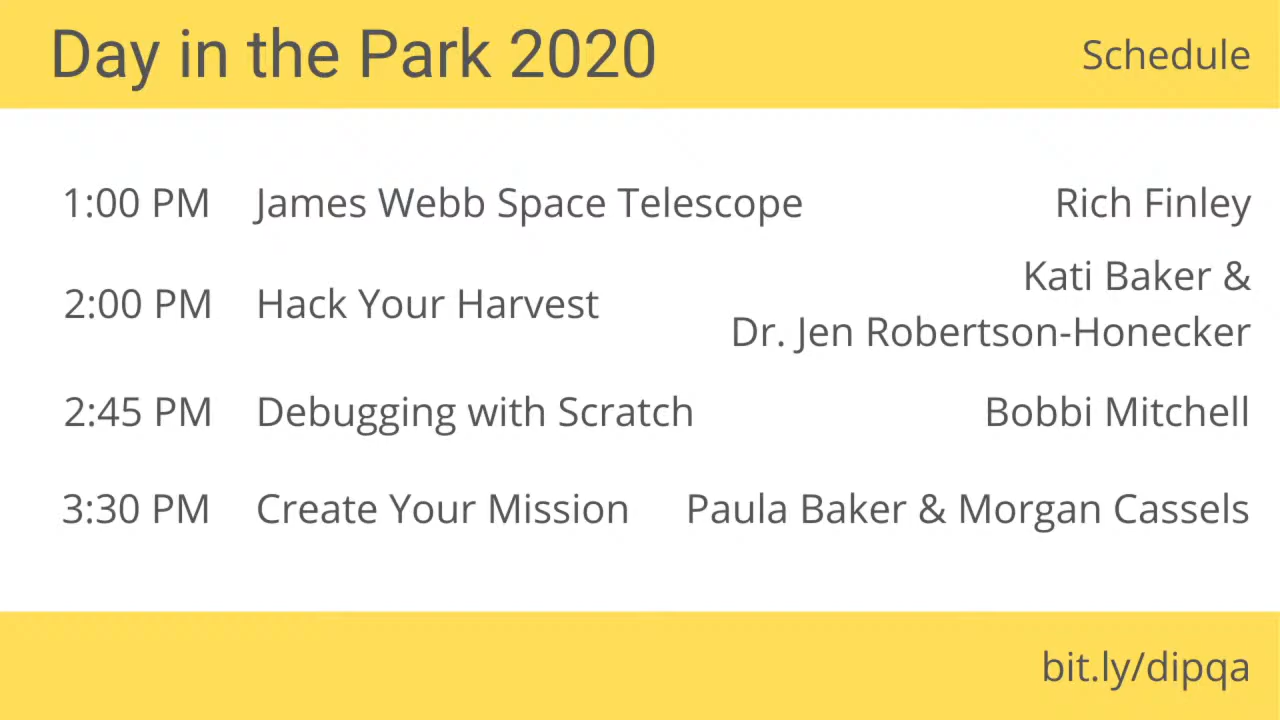 Day in the Park 2020
Schedule
1:00 PM James Webb Space Telescope Rich Finley
2:00 PM Hack Your Harvest Kati Baker &
Dr. Jen Robertson-Honecker
2:45 PM Debugging with Scratch Bobbi Mitchell
3:30 PM Create Your Mission Paula Baker & Morgan Cassels
bit.ly/dipqa